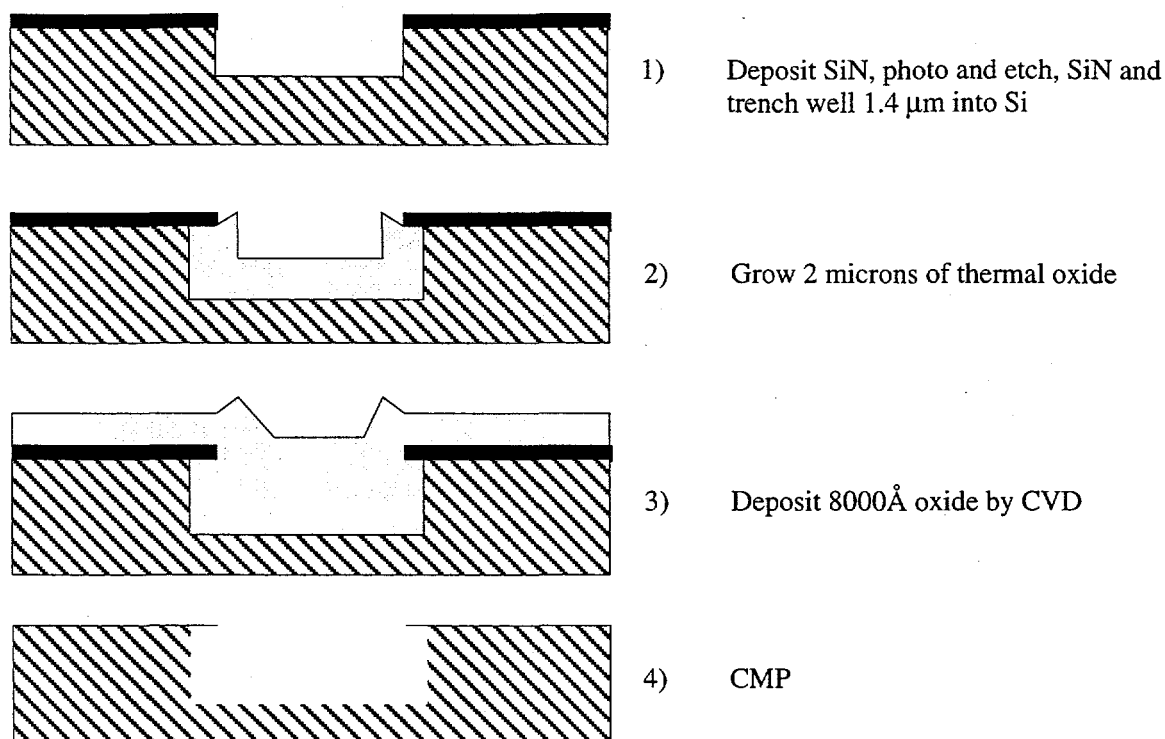 1) Deposit SiN, photo and etch, SiN and
trench well 1.4 μm into Si
2) Grow 2 microns of thermal oxide
3) Deposit 8000Å oxide by CVD
4) CMP